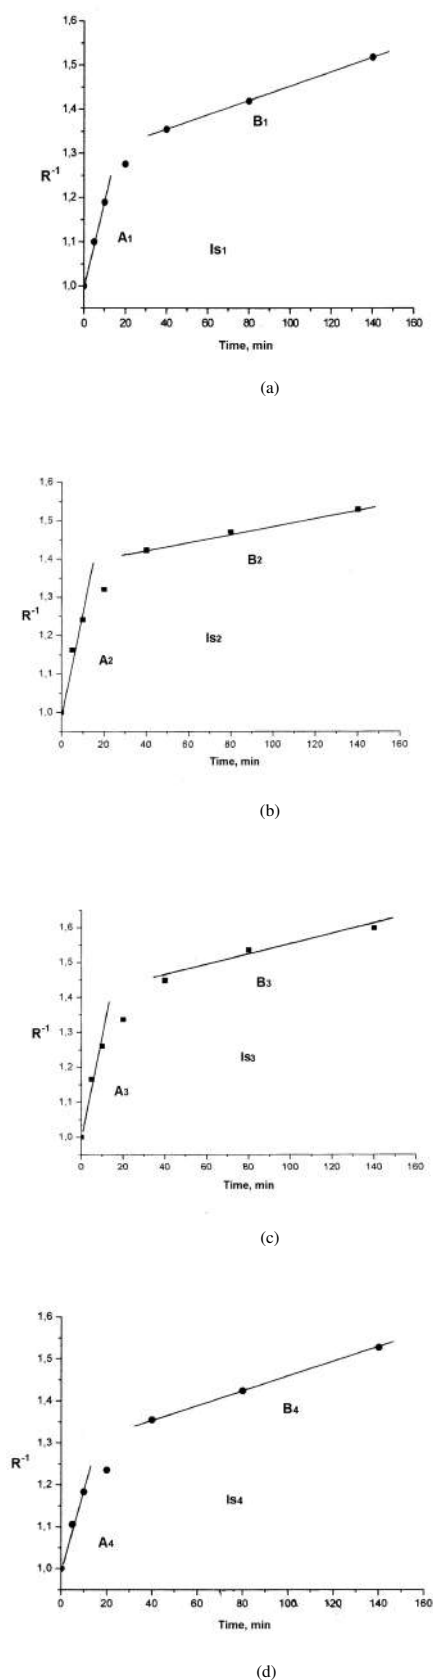 1,6
1,5
1,4
B1
1,3
R-1
1,2
A1
1,1
Is1
1,0
0 20 40 60 80 100 120 140 160
Time, min
(a)
1,6
1,5
1,4
B2
1,3
R-1
1,2
Is2
A2
1,1
1,0
0 20 40 60 80 100 120 140 160
Time, min
(b)
1,6
1,5
B3
1,4
R-1
1,3
Is3
1,2
A3
1,1
1,0
0 20 40 60 80 100 120 140 160
Time, min
(c)
1,6
1,5
1,4
B4
1,3
R-1
1,2
Is4
1,1
A4
1,0
0 20 40 60 80 100 120 140 160
Time, min
(d)